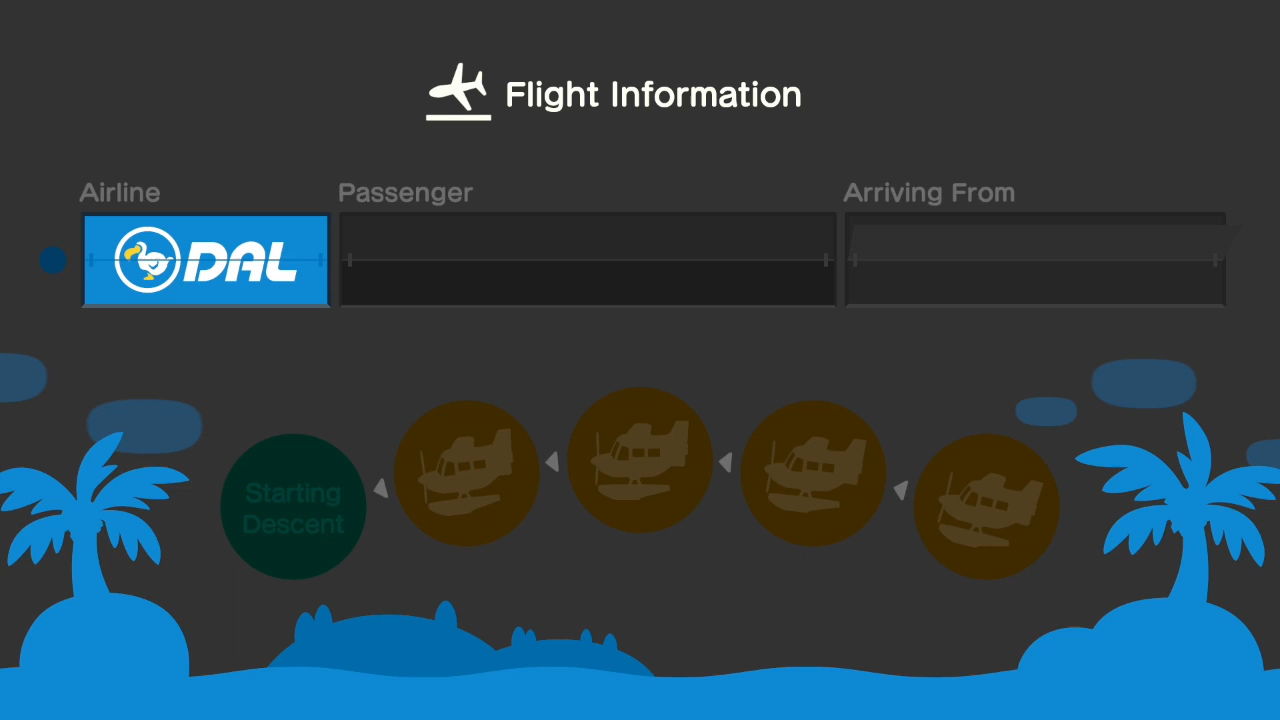 Flight Information
Airline
Passenger
Arriving From
DAL
Starting
Descent